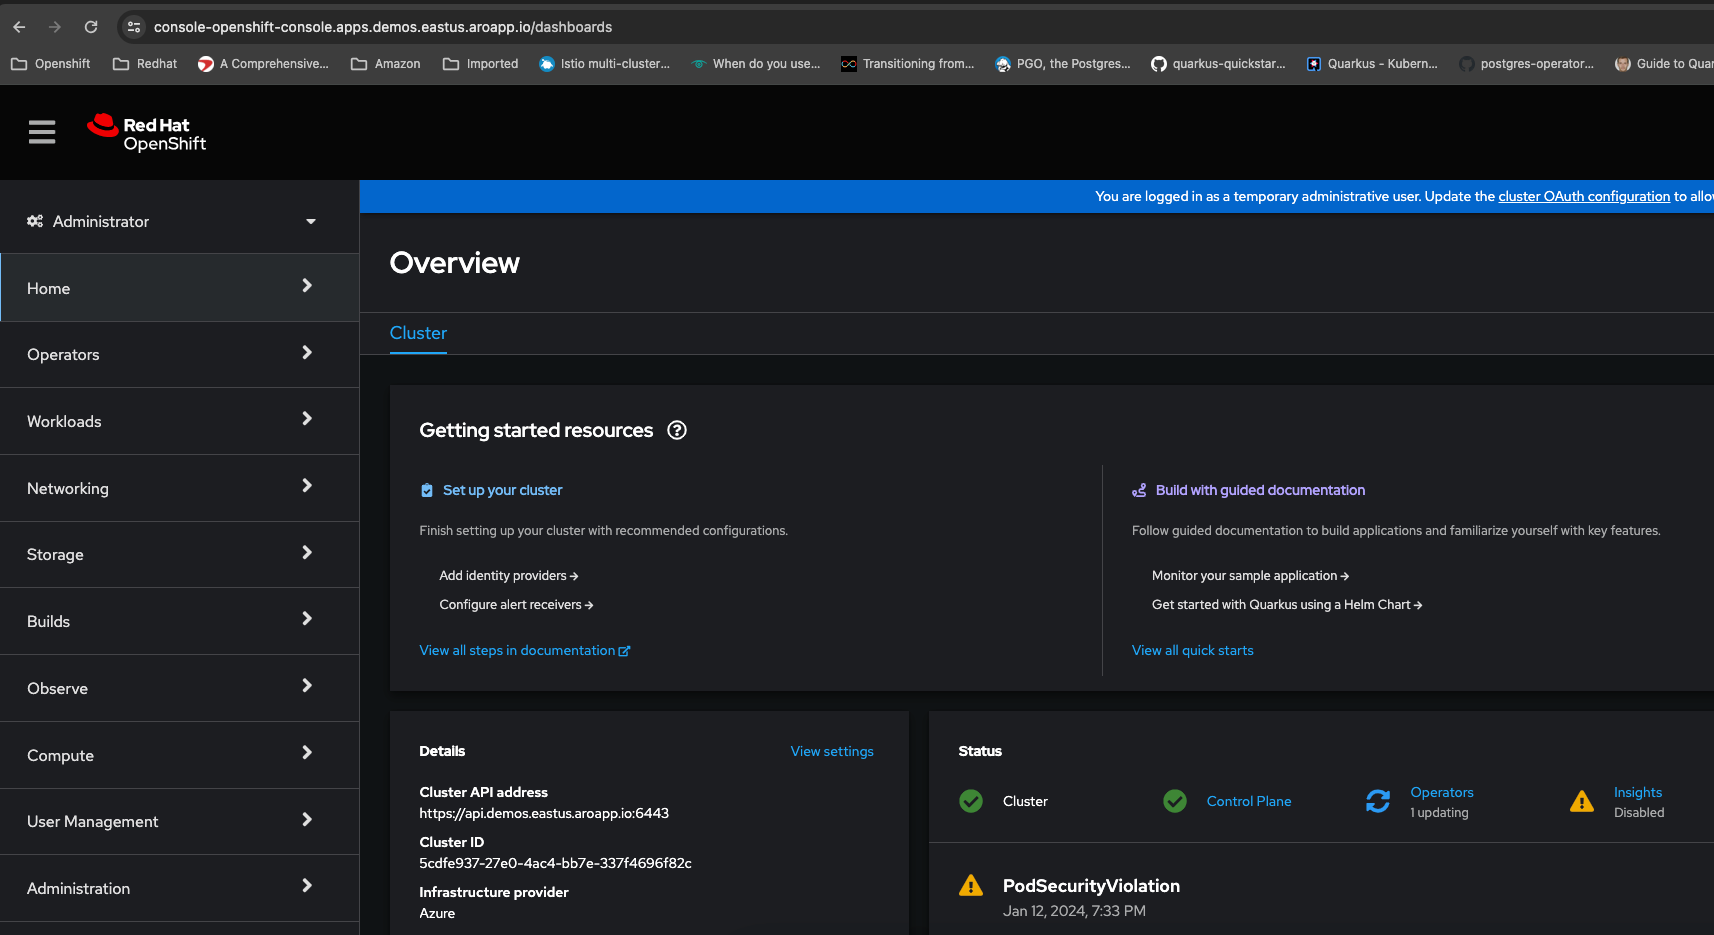 console-openshift-console.apps.demos.eastus.aroapp.io/dashboards
Openshift Redhat A Comprehensive... Amazon Imported Istio multi-cluster... When do you use... Transitioning from... PGO, the Postgres... quarkus-quickstar... Quarkus - Kubern... postgres-operator... Guide to Quar
Red Hat
OpenShift
You are logged in as a temporary administrative user. Update the cluster OAuth configuration to allow
Administrator
Home
Operators
Workloads
Networking
Storage
Builds
Observe
Compute
User Management
Administration
Overview
Cluster
Getting started resources
Set up your cluster
Finish setting up your cluster with recommended configurations.
Add identity providers →
Configure alert receivers →
View all steps in documentation
Build with guided documentation
Follow guided documentation to build applications and familiarize yourself with key features.
Monitor your sample application →
Get started with Quarkus using a Helm Chart →
View all quick starts
Details
View settings
Cluster API address
https://api.demos.eastus.aroapp.io:6443
Cluster ID
5cdfe937-27e0-4ac4-bb7e-337f4696f82c
Infrastructure provider
Azure
Status
Cluster
Control Plane
Operators
1 updating
Insights
Disabled
PodSecurityViolation
Jan 12, 2024, 7:33 PM